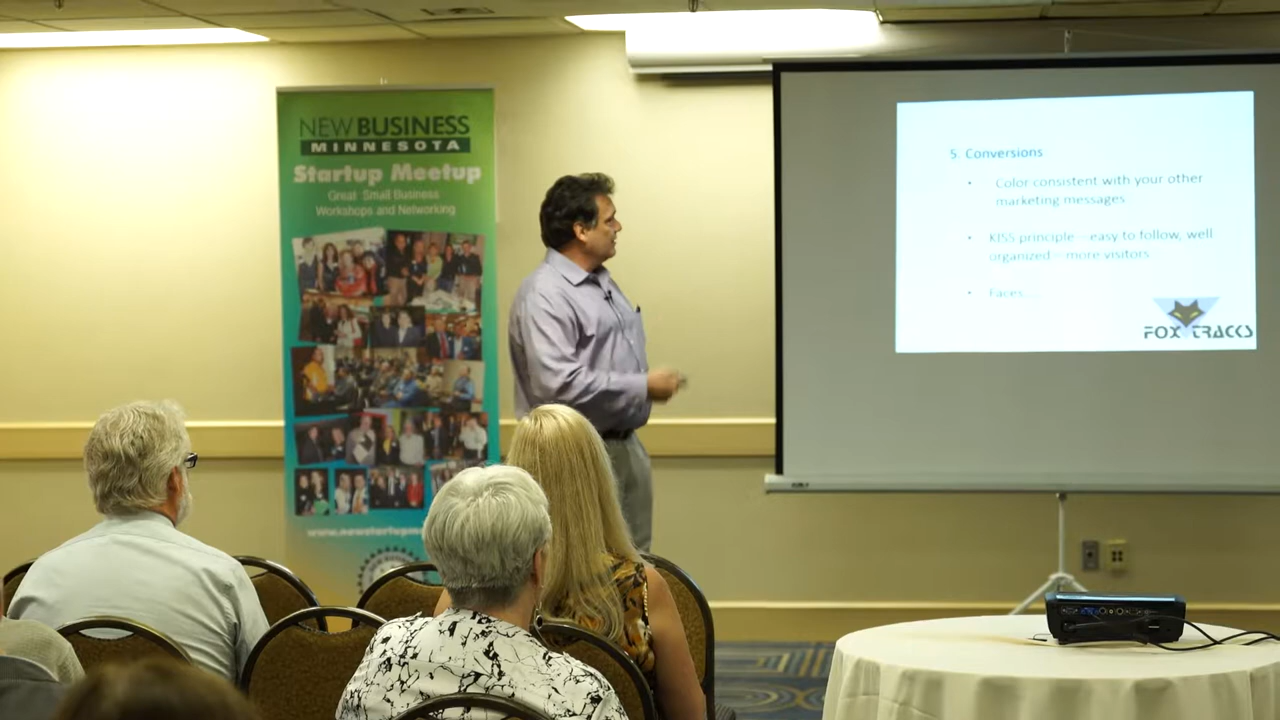 NEW BUSINESS
MINNESOTA
Startup Meetup
Great Small Business
Workshops and Networking
5. Conversions
• Color consistent with your other
marketing messages
• KISS principle – easy to follow, well
organized – more visitors
• Faces...
FOX TRACKS